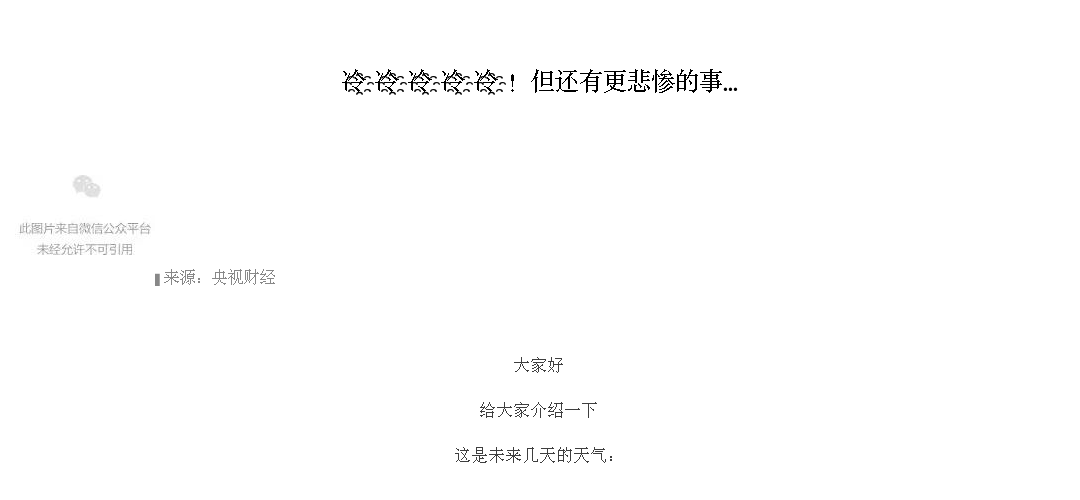 冷冷冷冷冷！但还有更悲惨的事...
此图片来自微信公众平台
未经允许不可引用
来源：央视财经
大家好
给大家介绍一下
这是未来几天的天气：